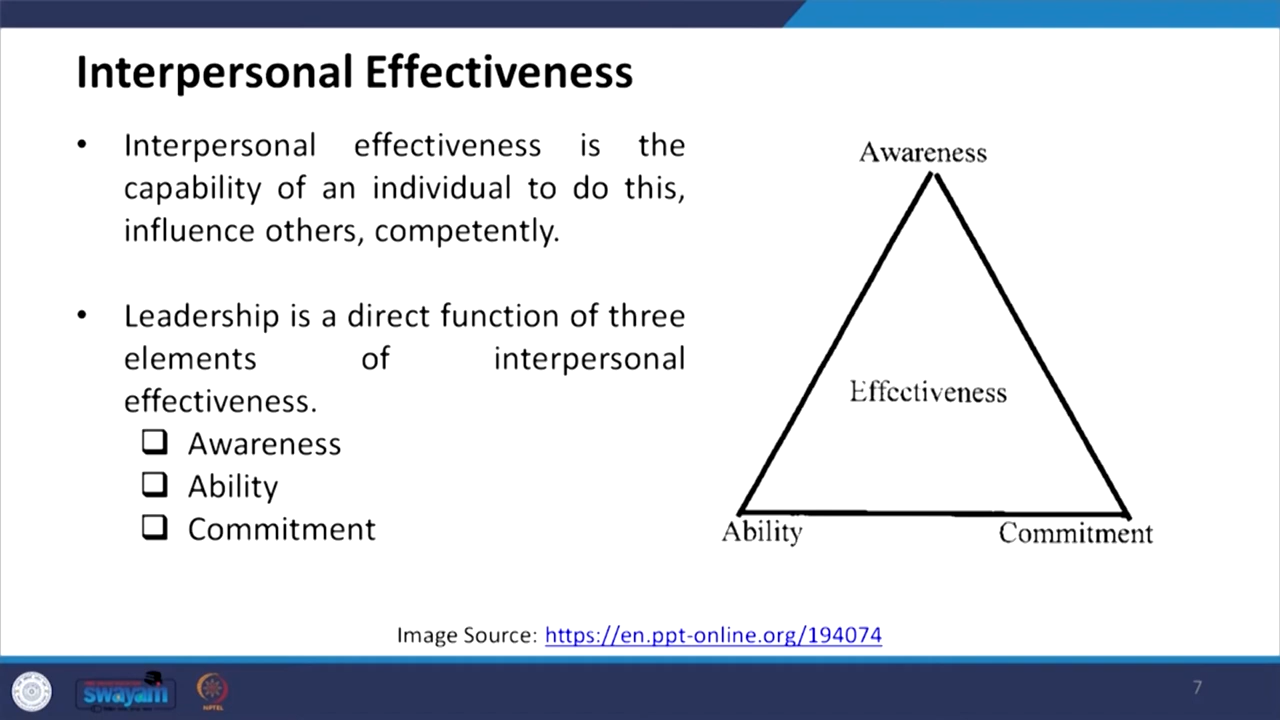 Interpersonal Effectiveness
• Interpersonal effectiveness is the
capability of an individual to do this,
influence others, competently.
• Leadership is a direct function of three
elements of interpersonal
effectiveness.
❑ Awareness
❑ Ability
❑ Commitment
Awareness
Effectiveness
Ability
Commitment
Image Source: https://en.ppt-online.org/194074
swayam
NPTEL
7